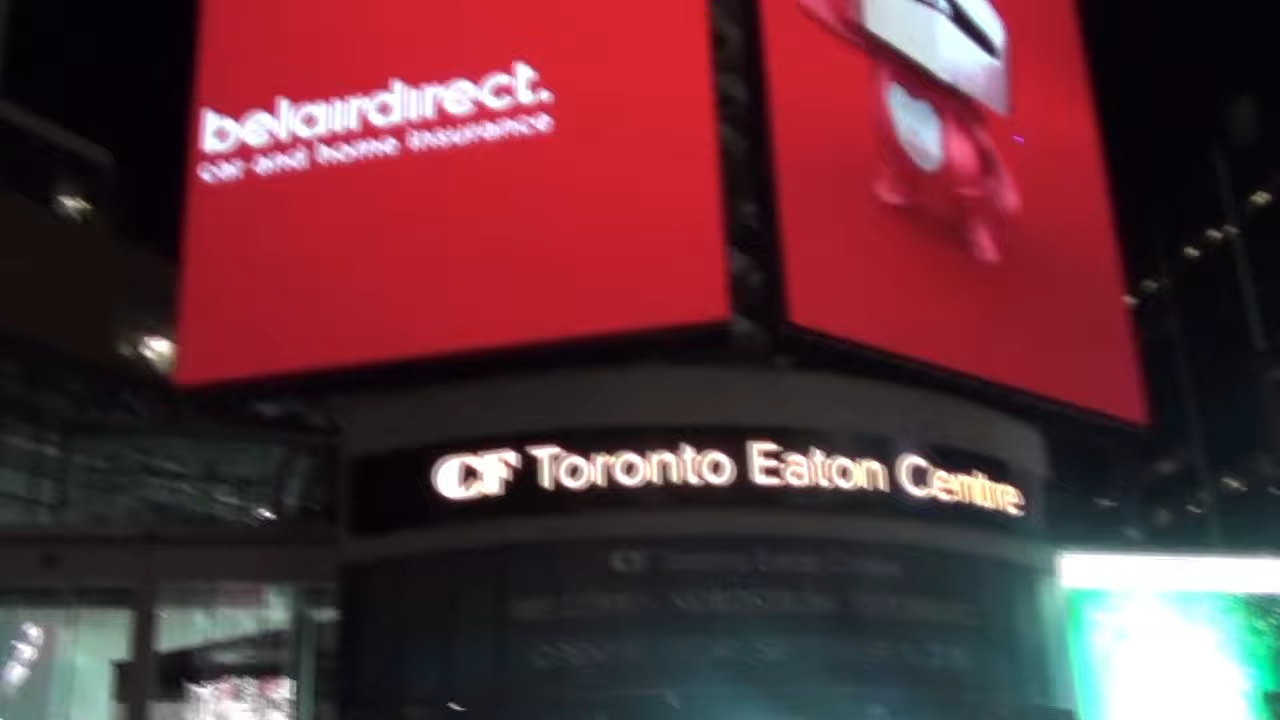 belairdirect.
car and home insurance
CF Toronto Eaton Centre